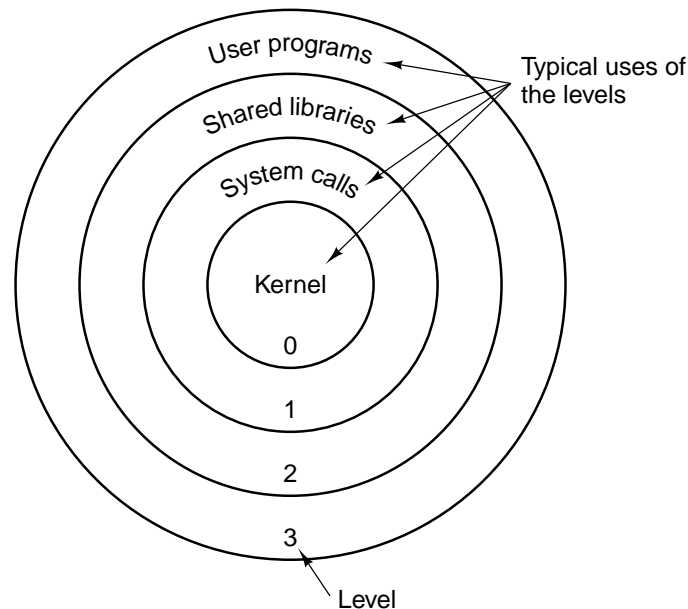 User programs
Shared libraries
System calls
Kernel
0
1
2
3
Typical uses of
the levels
Level